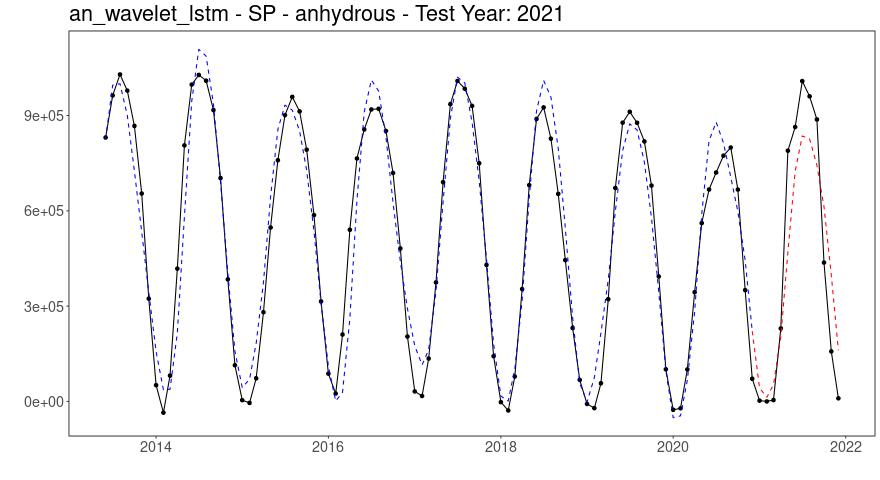 an_wavelet_lstm - SP - anhydrous - Test Year: 2021
9e+05
6e+05
3e+05
0e+00
2014 2016 2018 2020 2022